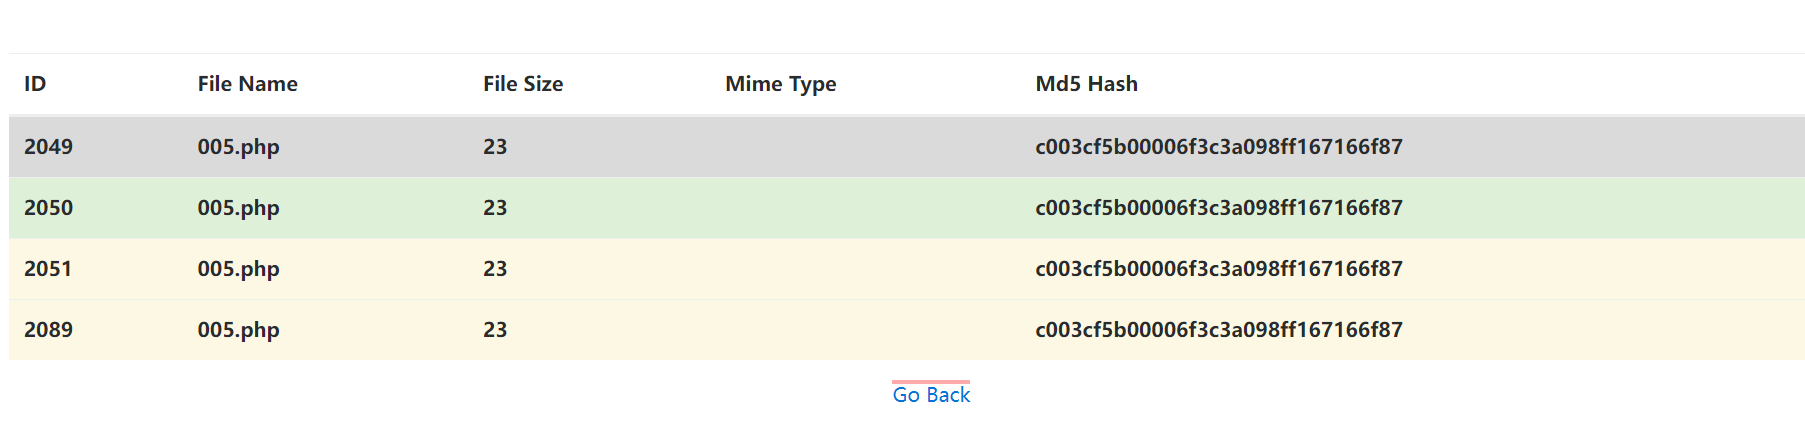 ID File Name File Size Mime Type Md5 Hash
2049 005.php 23 c003cf5b00006f3c3a098ff167166f87
2050 005.php 23 c003cf5b00006f3c3a098ff167166f87
2051 005.php 23 c003cf5b00006f3c3a098ff167166f87
2089 005.php 23 c003cf5b00006f3c3a098ff167166f87
Go Back